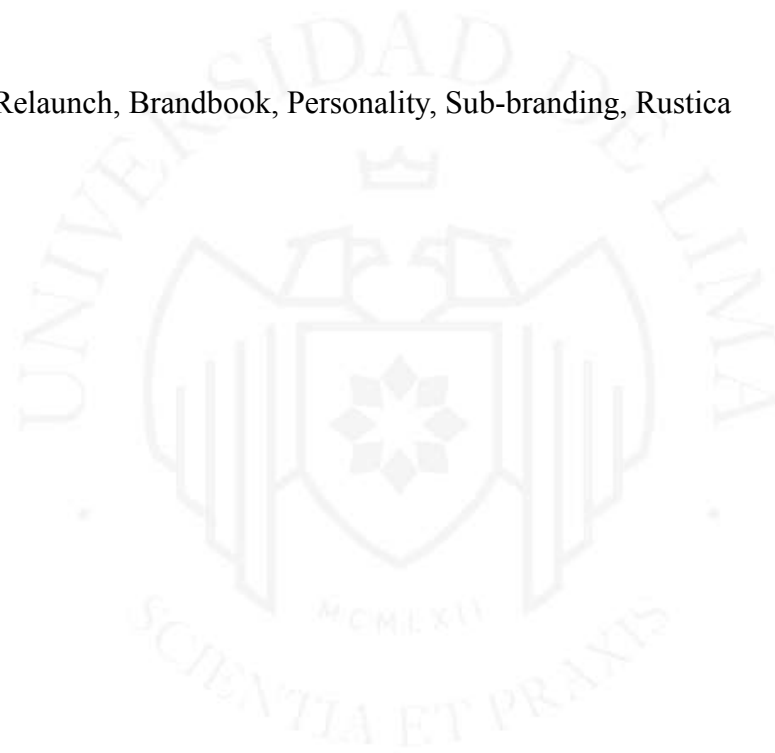 Relaunch, Brandbook, Personality, Sub-branding, Rustica
UNIVERSIDAD DE LIMA
MCMLXII
SCIENTIA ET PRAXIS